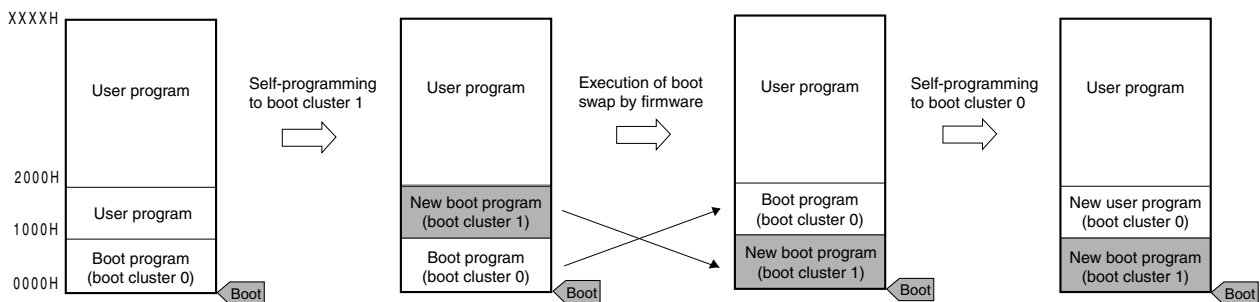 XXXXH
User program
2000H
User program
1000H
Boot program
(boot cluster 0)
0000H
Boot
Self-programming
to boot cluster 1
User program
New boot program
(boot cluster 1)
Boot program
(boot cluster 0)
Boot
Execution of boot
swap by firmware
User program
Boot program
(boot cluster 0)
New boot program
(boot cluster 1)
Boot
Self-programming
to boot cluster 0
User program
New user program
(boot cluster 0)
New boot program
(boot cluster 1)
Boot